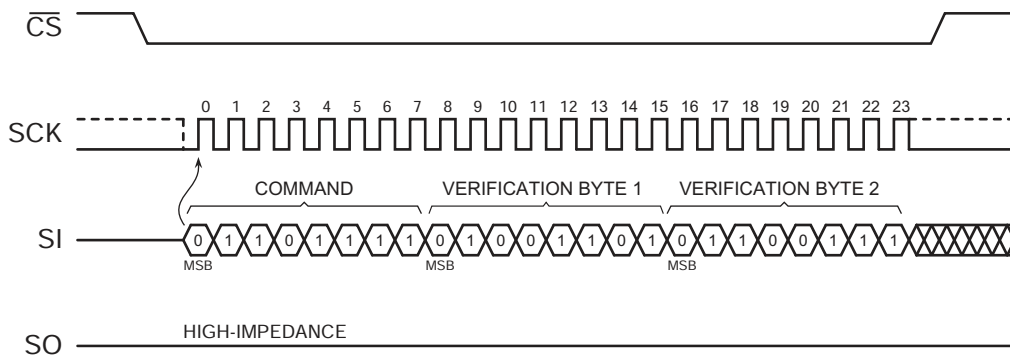 CS
0 1 2 3 4 5 6 7 8 9 10 11 12 13 14 15 16 17 18 19 20 21 22 23
SCK
COMMAND VERIFICATION BYTE 1 VERIFICATION BYTE 2
SI 0 1 1 0 1 1 1 1 0 1 0 0 1 1 0 1 0 1 1 0 0 1 1 1
MSB MSB MSB
HIGH-IMPEDANCE
SO